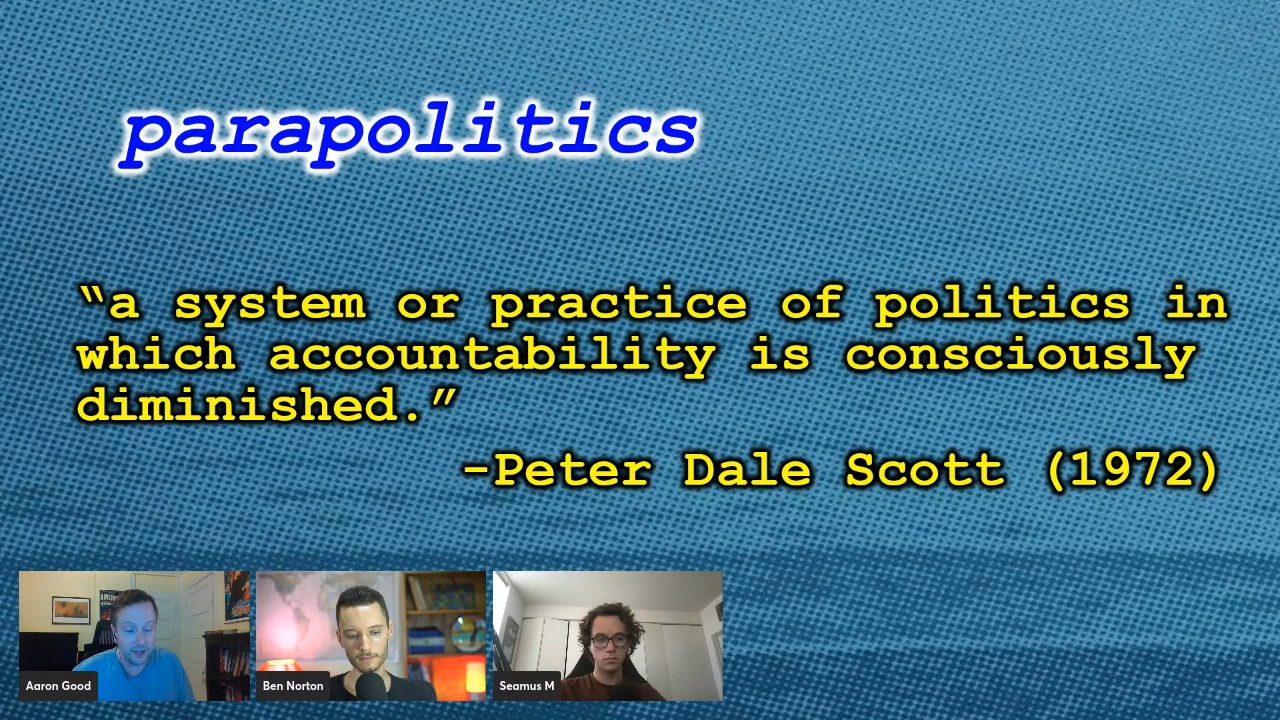 parapolitics
“a system or practice of politics in
which accountability is consciously
diminished.”
-Peter Dale Scott (1972)
Aaron Good
Ben Norton
Seamus M